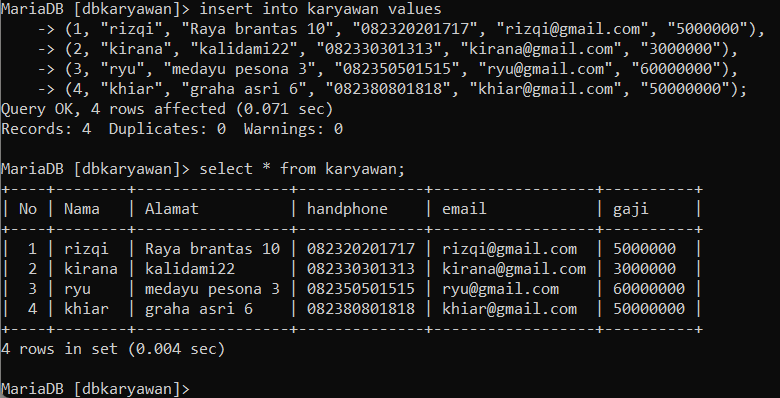 MariaDB [dbkaryawan]> insert into karyawan values
    -> (1, "rizqi", "Raya brantas 10", "082320201717", "rizqi@gmail.com", "5000000"),
    -> (2, "kirana", "kalidami22", "082330301313", "kirana@gmail.com", "3000000"),
    -> (3, "ryu", "medayu pesona 3", "082350501515", "ryu@gmail.com", "60000000"),
    -> (4, "khiar", "graha asri 6", "082380801818", "khiar@gmail.com", "50000000");
Query OK, 4 rows affected (0.071 sec)
Records: 4  Duplicates: 0  Warnings: 0

MariaDB [dbkaryawan]> select * from karyawan;
+----+--------+-----------------+--------------+------------------+----------+
| No | Nama   | Alamat          | handphone    | email            | gaji     |
+----+--------+-----------------+--------------+------------------+----------+
|  1 | rizqi  | Raya brantas 10 | 082320201717 | rizqi@gmail.com  | 5000000  |
|  2 | kirana | kalidami22      | 082330301313 | kirana@gmail.com | 3000000  |
|  3 | ryu    | medayu pesona 3 | 082350501515 | ryu@gmail.com    | 60000000 |
|  4 | khiar  | graha asri 6    | 082380801818 | khiar@gmail.com  | 50000000 |
+----+--------+-----------------+--------------+------------------+----------+
4 rows in set (0.004 sec)

MariaDB [dbkaryawan]>